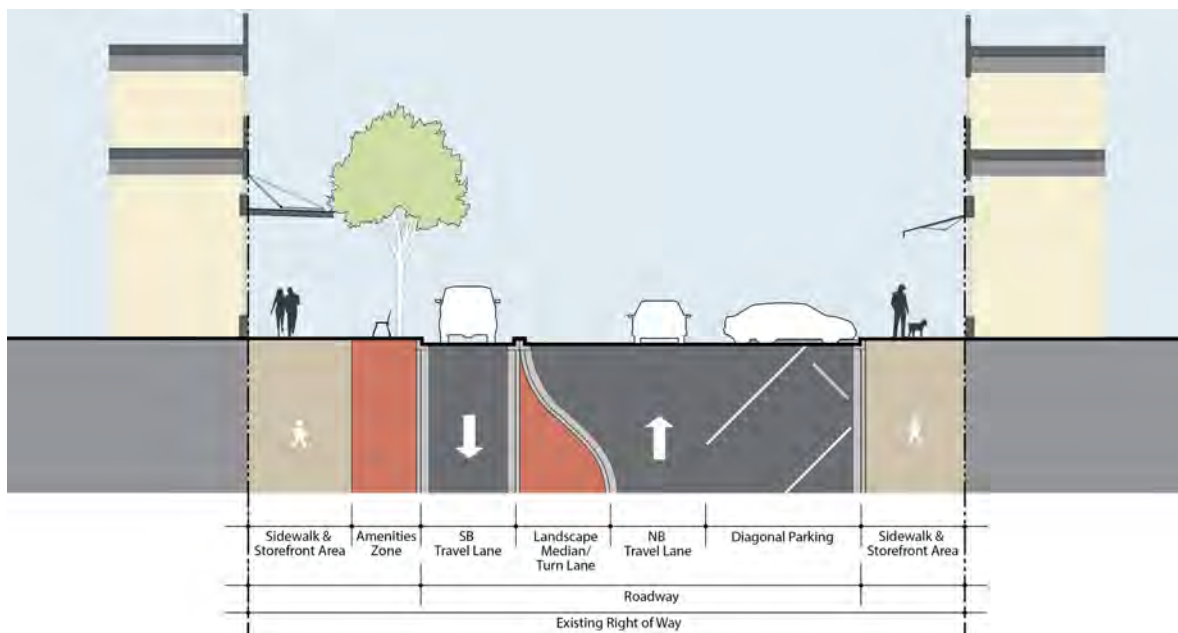 Sidewalk &
Storefront Area
Amenities
Zone
SB
Travel Lane
Landscape
Median/
Turn Lane
NB
Travel Lane
Diagonal Parking
Sidewalk &
Storefront Area
Roadway
Existing Right of Way